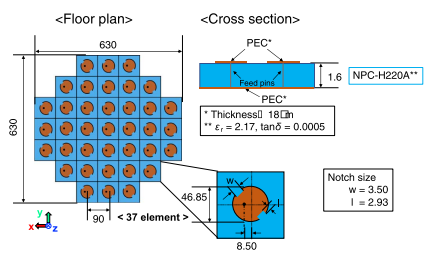 <Floor plan>
<Cross section>
630
PEC*
Feed pins
1.6
NPC-H220A**
PEC*
630
* Thickness 18
** εr = 2.17, tanδ = 0.0005
w
l
46.85
Notch size
w = 3.50
l = 2.93
y
x
z
90
< 37 element >
8.50